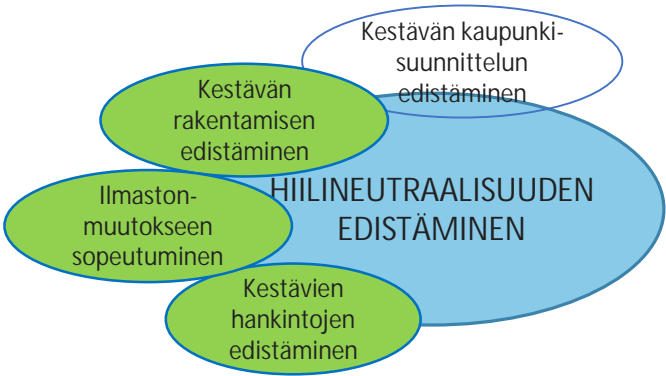 Kestävän kaupunki-
suunnittelun
edistäminen
Kestävän
rakentamisen
edistäminen
HIILINEUTRAALISUUDEN
EDISTÄMINEN
Ilmaston-
muutokseen
sopeutuminen
Kestävien
hankintojen
edistäminen